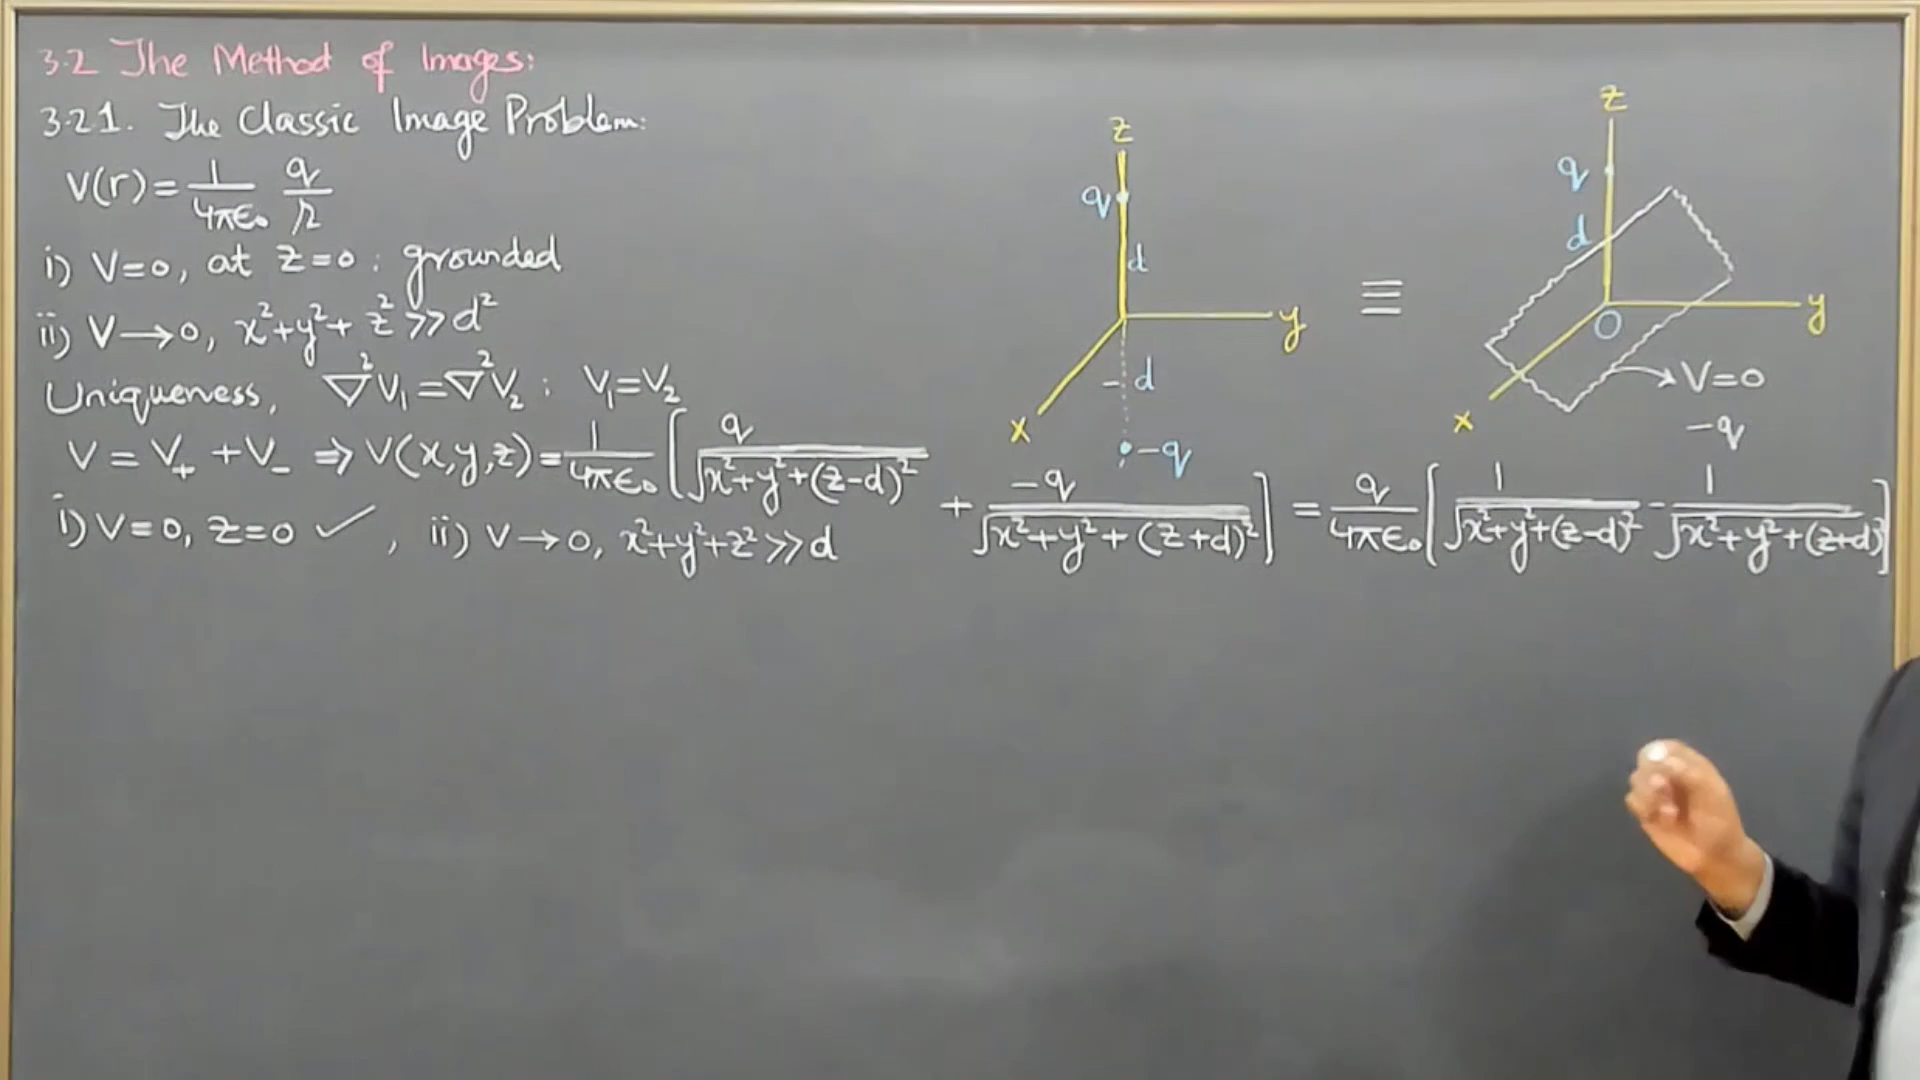 3.2 The Method of Images:
3.2.1. The Classic Image Problem:
V(r) = 1/4πϵ₀ q/r
i) V=0, at z=0 : grounded
ii) V→0, x²+y²+z² >> d²
Uniqueness, ∇²V₁=∇²V₂ : V₁=V₂
V = V₊ + V₋ ⇒ V(x,y,z) = 1/4πϵ₀ [ q/√x²+y²+(z-d)² + -q/√x²+y²+(z+d)² ] = q/4πϵ₀ [ 1/√x²+y²+(z-d)² - 1/√x²+y²+(z+d)² ]
i) V=0, z=0 ✓, ii) V→0, x²+y²+z² >> d
z
q
d
y
x
d
-q
≡
z
q
d
O
y
x
V=0
-q